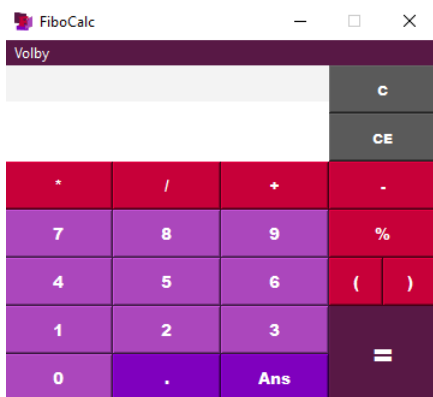 FiboCalc
Volby
C
CE
* / + -
7 8 9 %
4 5 6 ( )
1 2 3
=
0 . Ans